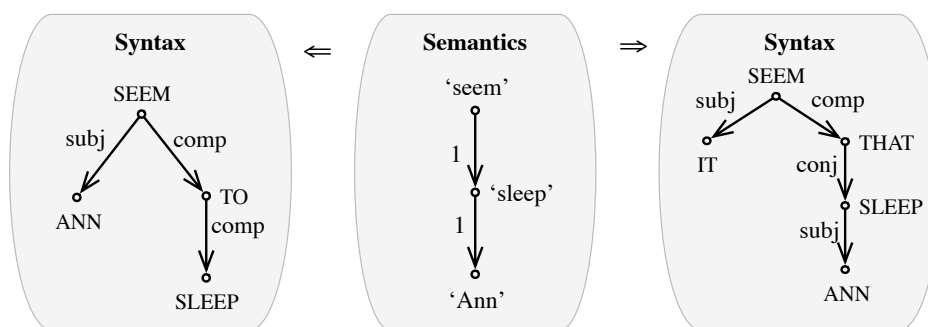 Syntax
SEEM
subj
comp
ANN
TO
comp
SLEEP
⇐
Semantics
‘seem’
1
‘sleep’
1
‘Ann’
⇒
Syntax
SEEM
subj
comp
IT
THAT
conj
SLEEP
subj
ANN